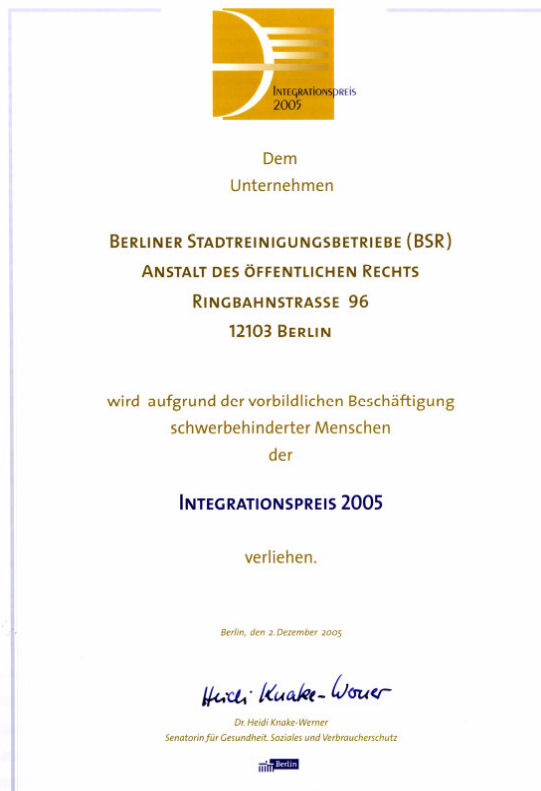 INTEGRATIONSPREIS
2005
Dem
Unternehmen
BERLINER STADTREINIGUNGSBETRIEBE (BSR)
ANSTALT DES ÖFFENTLICHEN RECHTS
RINGBAHNSTRASSE 96
12103 BERLIN
wird aufgrund der vorbildlichen Beschäftigung
schwerbehinderter Menschen
der
INTEGRATIONSPREIS 2005
verliehen.
Berlin, den 2. Dezember 2005
Heidi Knake-Werner
Dr. Heidi Knake-Werner
Senatorin für Gesundheit, Soziales und Verbraucherschutz
Berlin